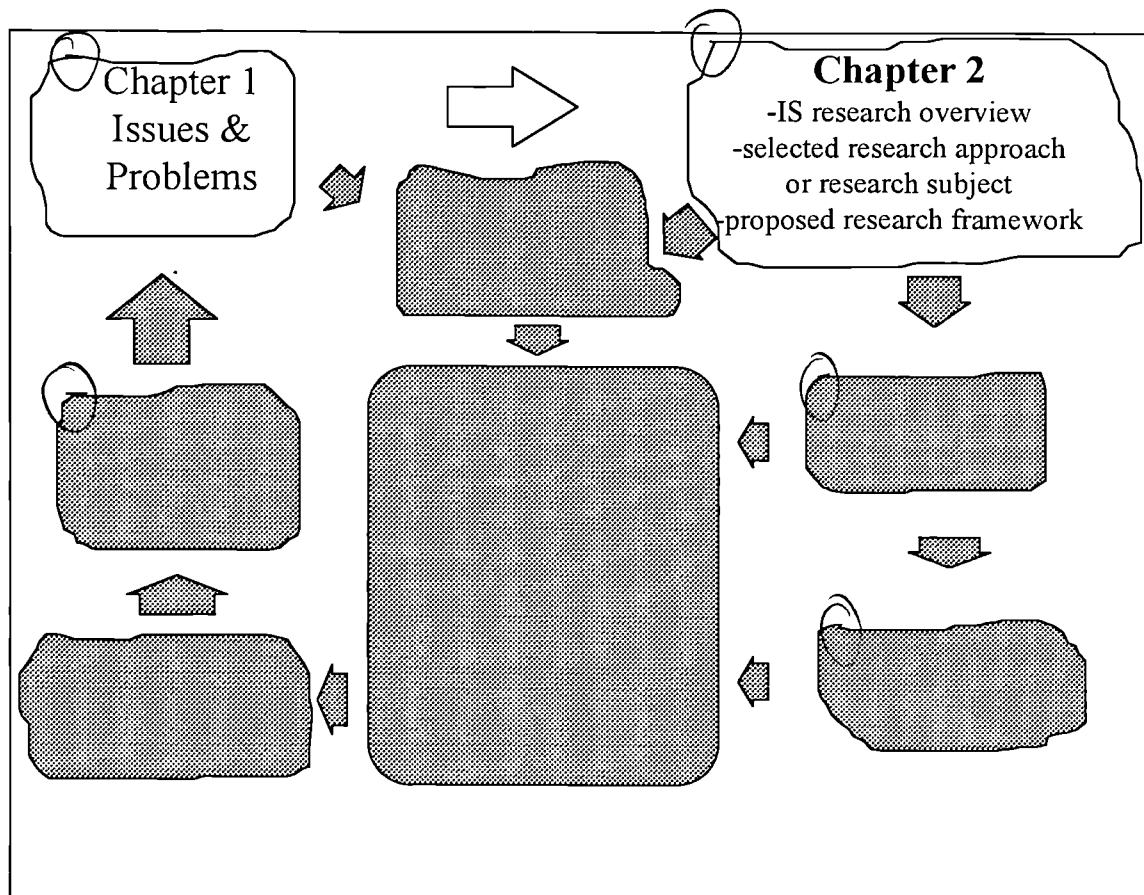 Chapter 1
Issues &
Problems
Chapter 2
-IS research overview
-selected research approach
or research subject
-proposed research framework